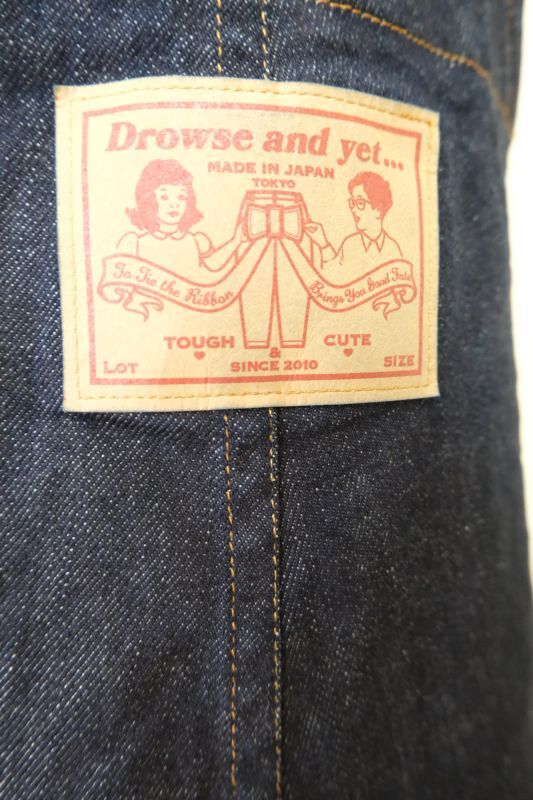 Drowse and yet...
MADE IN JAPAN
TOKYO
To Tie the Ribbon
Brings You Good Fate
TOUGH & CUTE
LOT
SINCE 2010
SIZE